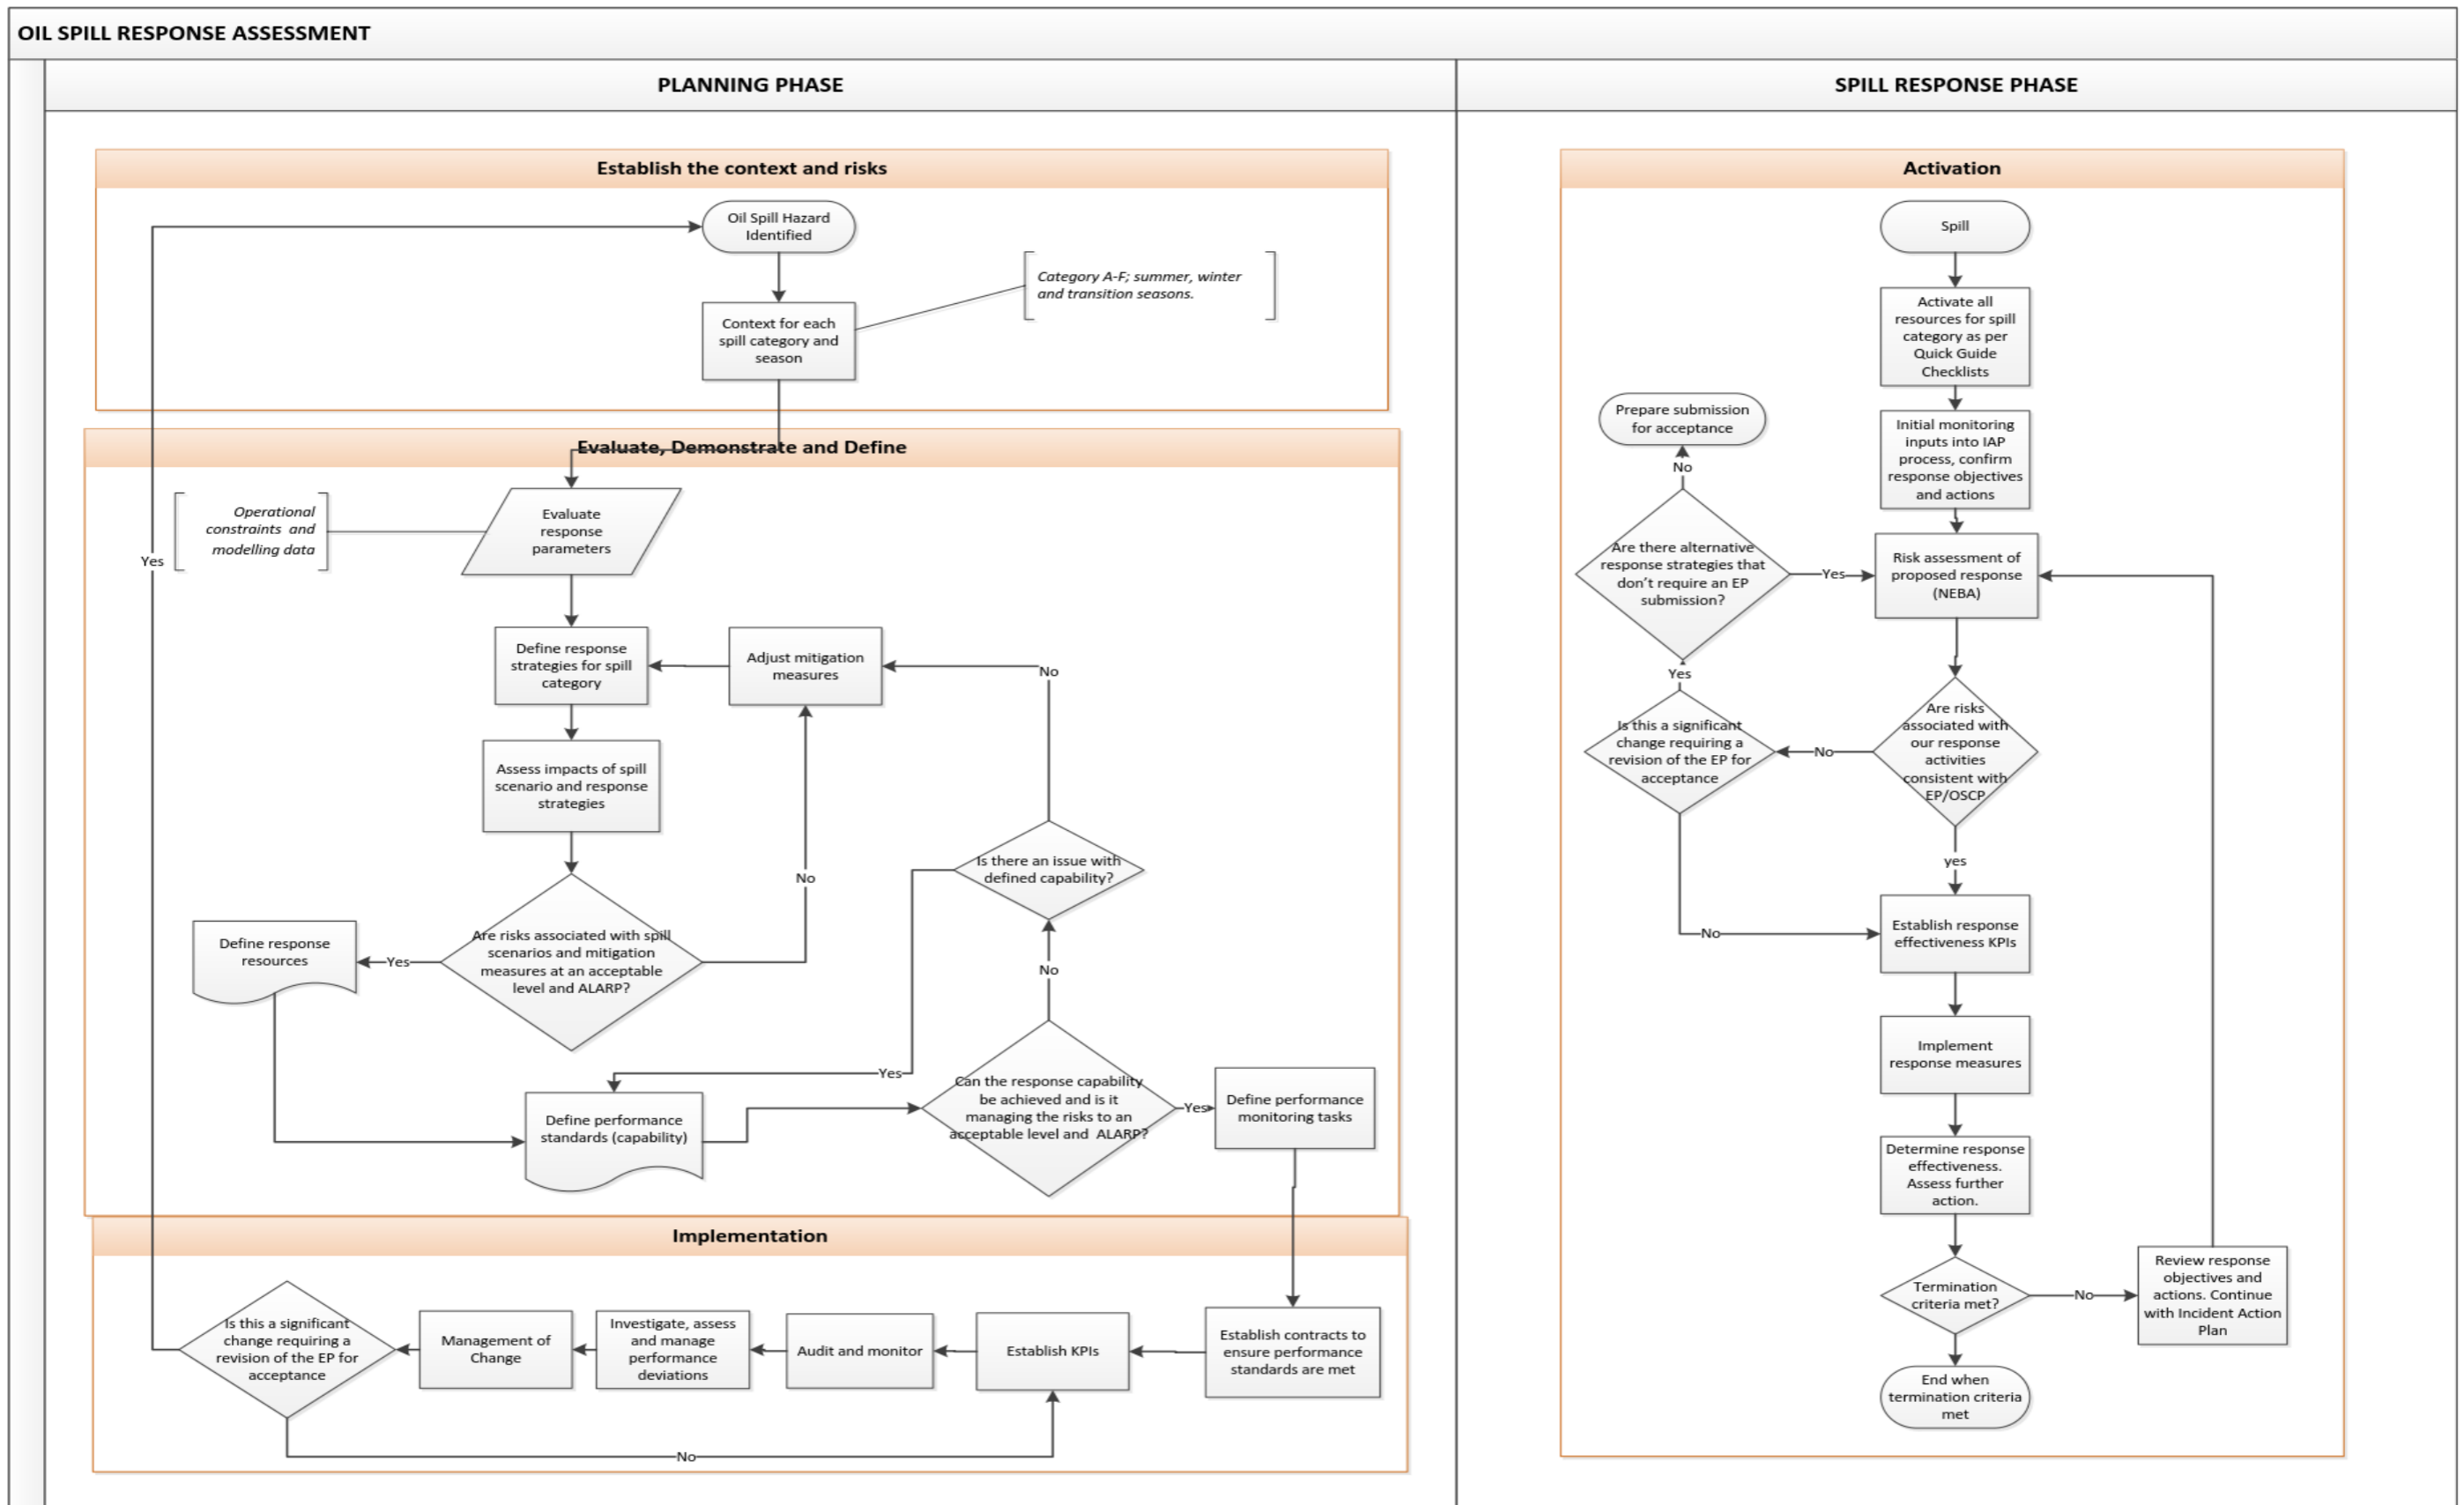 OIL SPILL RESPONSE ASSESSMENT
PLANNING PHASE
Establish the context and risks
Oil Spill Hazard
Identified
Category A-F; summer, winter
and transition seasons.
Context for each
spill category and
season
Evaluate, Demonstrate and Define
Operational
constraints and
modelling data
Evaluate
response
parameters
Yes
Define response
strategies for spill
category
Adjust mitigation
measures
No
Assess impacts of spill
scenario and response
strategies
No
Is there an issue with
defined capability?
Are risks associated with spill
scenarios and mitigation
measures at an acceptable
level and ALARP?
Yes
Define response
resources
No
Yes
Define performance
standards (capability)
Can the response capability
be achieved and is it
managing the risks to an
acceptable level and ALARP?
Yes
Define performance
monitoring tasks
Implementation
Is this a significant
change requiring a
revision of the EP for
acceptance
Management of
Change
Investigate, assess
and manage
performance
deviations
Audit and monitor
Establish KPIs
Establish contracts to
ensure performance
standards are met
No
SPILL RESPONSE PHASE
Activation
Spill
Activate all
resources for spill
category as per
Quick Guide
Checklists
Prepare submission
for acceptance
Initial monitoring
inputs into IAP
process, confirm
response objectives
and actions
No
Are there alternative
response strategies that
don't require an EP
submission?
Yes
Risk assessment of
proposed response
(NEBA)
Yes
Is this a significant
change requiring a
revision of the EP for
acceptance
No
Are risks
associated with
our response
activities
consistent with
EP/OSCP
yes
No
Establish response
effectiveness KPIs
Implement
response measures
Determine response
effectiveness.
Assess further
action.
Termination
criteria met?
No
Review response
objectives and
actions. Continue
with Incident Action
Plan
End when
termination criteria
met